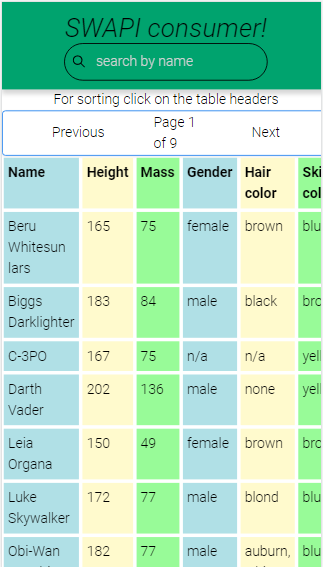 SWAPI consumer!
search by name
For sorting click on the table headers
Previous Page 1 of 9 Next
Name Height Mass Gender Hair color
Beru Whitesun lars 165 75 female brown
Biggs Darklighter 183 84 male black
C-3PO 167 75 n/a n/a
Darth Vader 202 136 male none
Leia Organa 150 49 female brown
Luke Skywalker 172 77 male blond
Obi-Wan 182 77 male auburn,